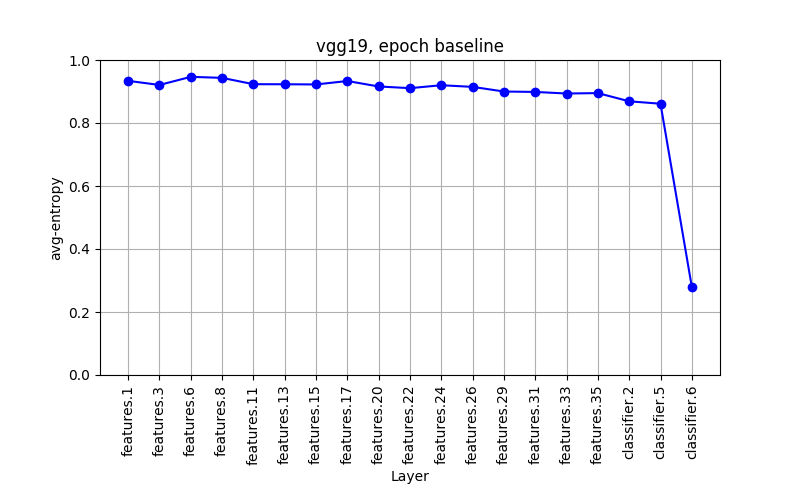 vgg19, epoch baseline
1.0
0.8
0.6
0.4
0.2
0.0
avg-entropy
features.1
features.3
features.6
features.8
features.11
features.13
features.15
features.17
features.20
features.22
features.24
features.26
features.29
features.31
features.33
features.35
classifier.2
classifier.5
classifier.6
Layer